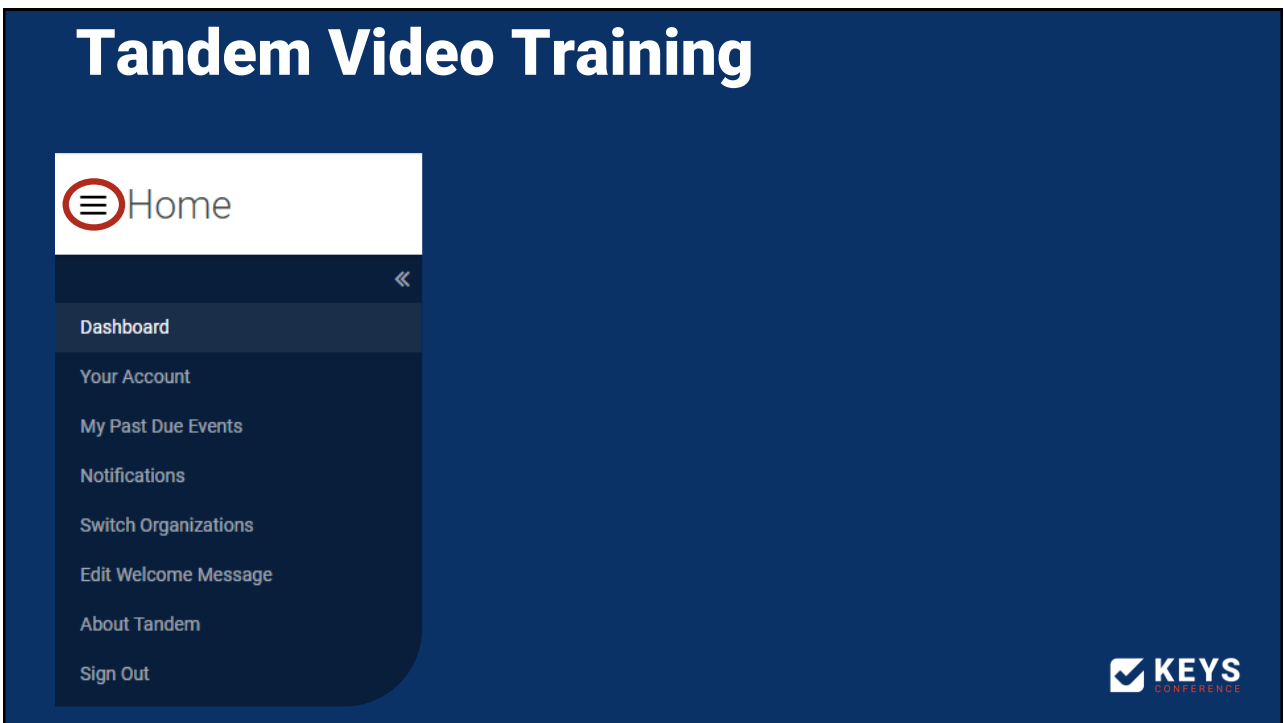 Tandem Video Training
Home
Dashboard
Your Account
My Past Due Events
Notifications
Switch Organizations
Edit Welcome Message
About Tandem
Sign Out
KEYS
CONFERENCE